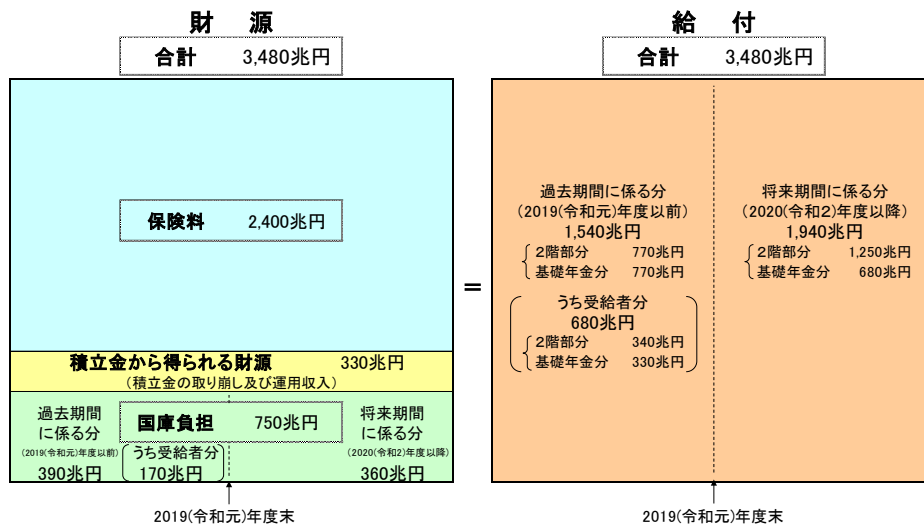 財　源
合計　3,480兆円
保険料　2,400兆円
積立金から得られる財源　330兆円
(積立金の取り崩し及び運用収入)
過去期間
に係る分
(2019(令和元)年度以前)
390兆円
国庫負担　750兆円
うち受給者分
170兆円
将来期間
に係る分
(2020(令和2)年度以降)
360兆円
2019(令和元)年度末
＝
給　付
合計　3,480兆円
過去期間に係る分
(2019(令和元)年度以前)
1,540兆円
２階部分　770兆円
基礎年金分　770兆円
うち受給者分
680兆円
２階部分　340兆円
基礎年金分　330兆円
将来期間に係る分
(2020(令和２)年度以降)
1,940兆円
２階部分　1,250兆円
基礎年金分　680兆円
2019(令和元)年度末